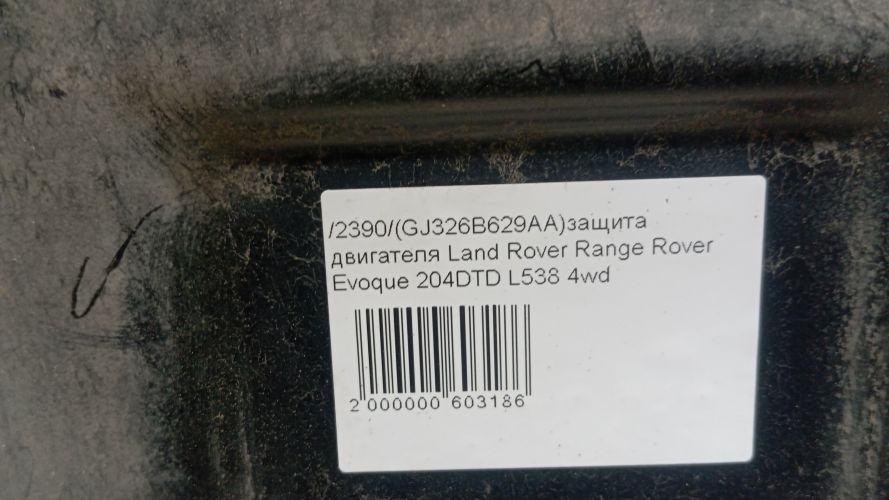 /2390/(GJ326B629AA)защита
двигателя Land Rover Range Rover
Evoque 204DTD L538 4wd
2 000000 603186